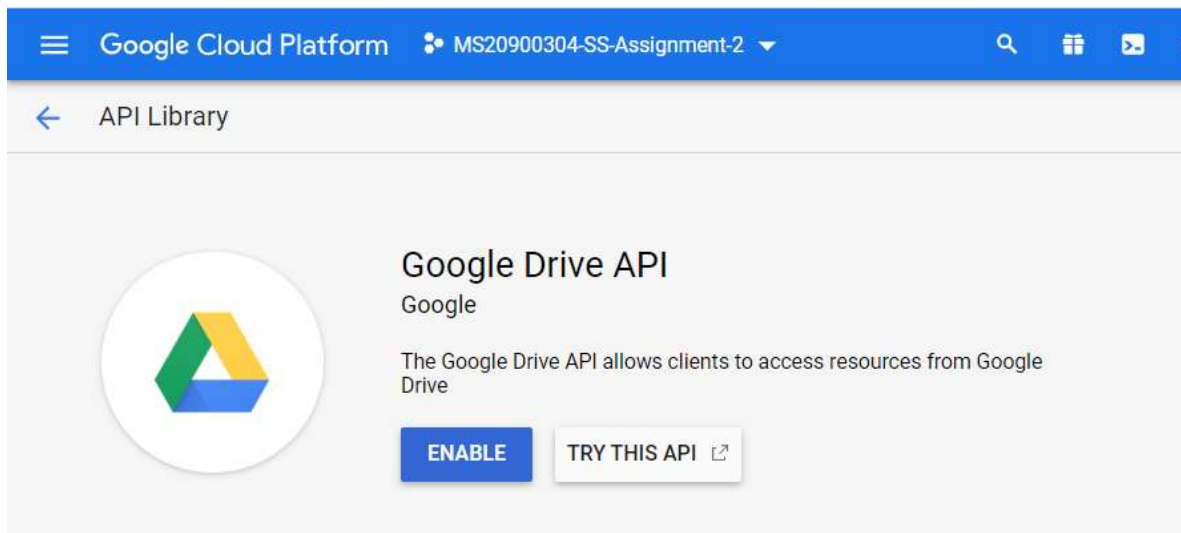 Google Cloud Platform MS20900304-SS-Assignment-2
API Library
Google Drive API
Google
The Google Drive API allows clients to access resources from Google
Drive
ENABLE TRY THIS API